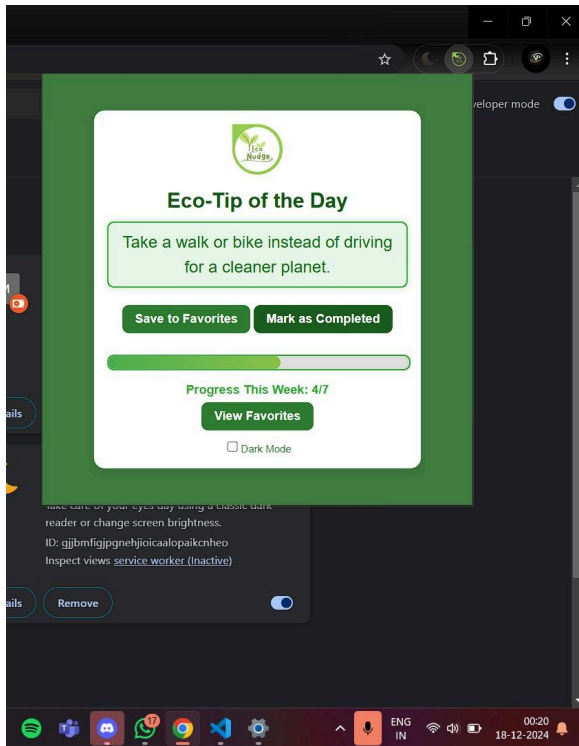 veloper mode
Eco
Nudge
Eco-Tip of the Day
Take a walk or bike instead of driving
for a cleaner planet.
Save to Favorites
Mark as Completed
Progress This Week: 4/7
View Favorites
Dark Mode
M
ails
Take care of your eyes day using a classic dark
reader or change screen brightness.
ID: gjjbmfigjpgnehjioicaalopaikcnheo
Inspect views service worker (Inactive)
ails
Remove
17
ENG
IN
00:20
18-12-2024